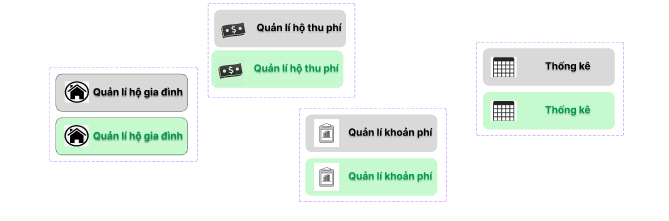 Quản lí hộ gia đình
Quản lí hộ gia đình
Quản lí hộ thu phí
Quản lí hộ thu phí
Quản lí khoản phí
Quản lí khoản phí
Thống kê
Thống kê